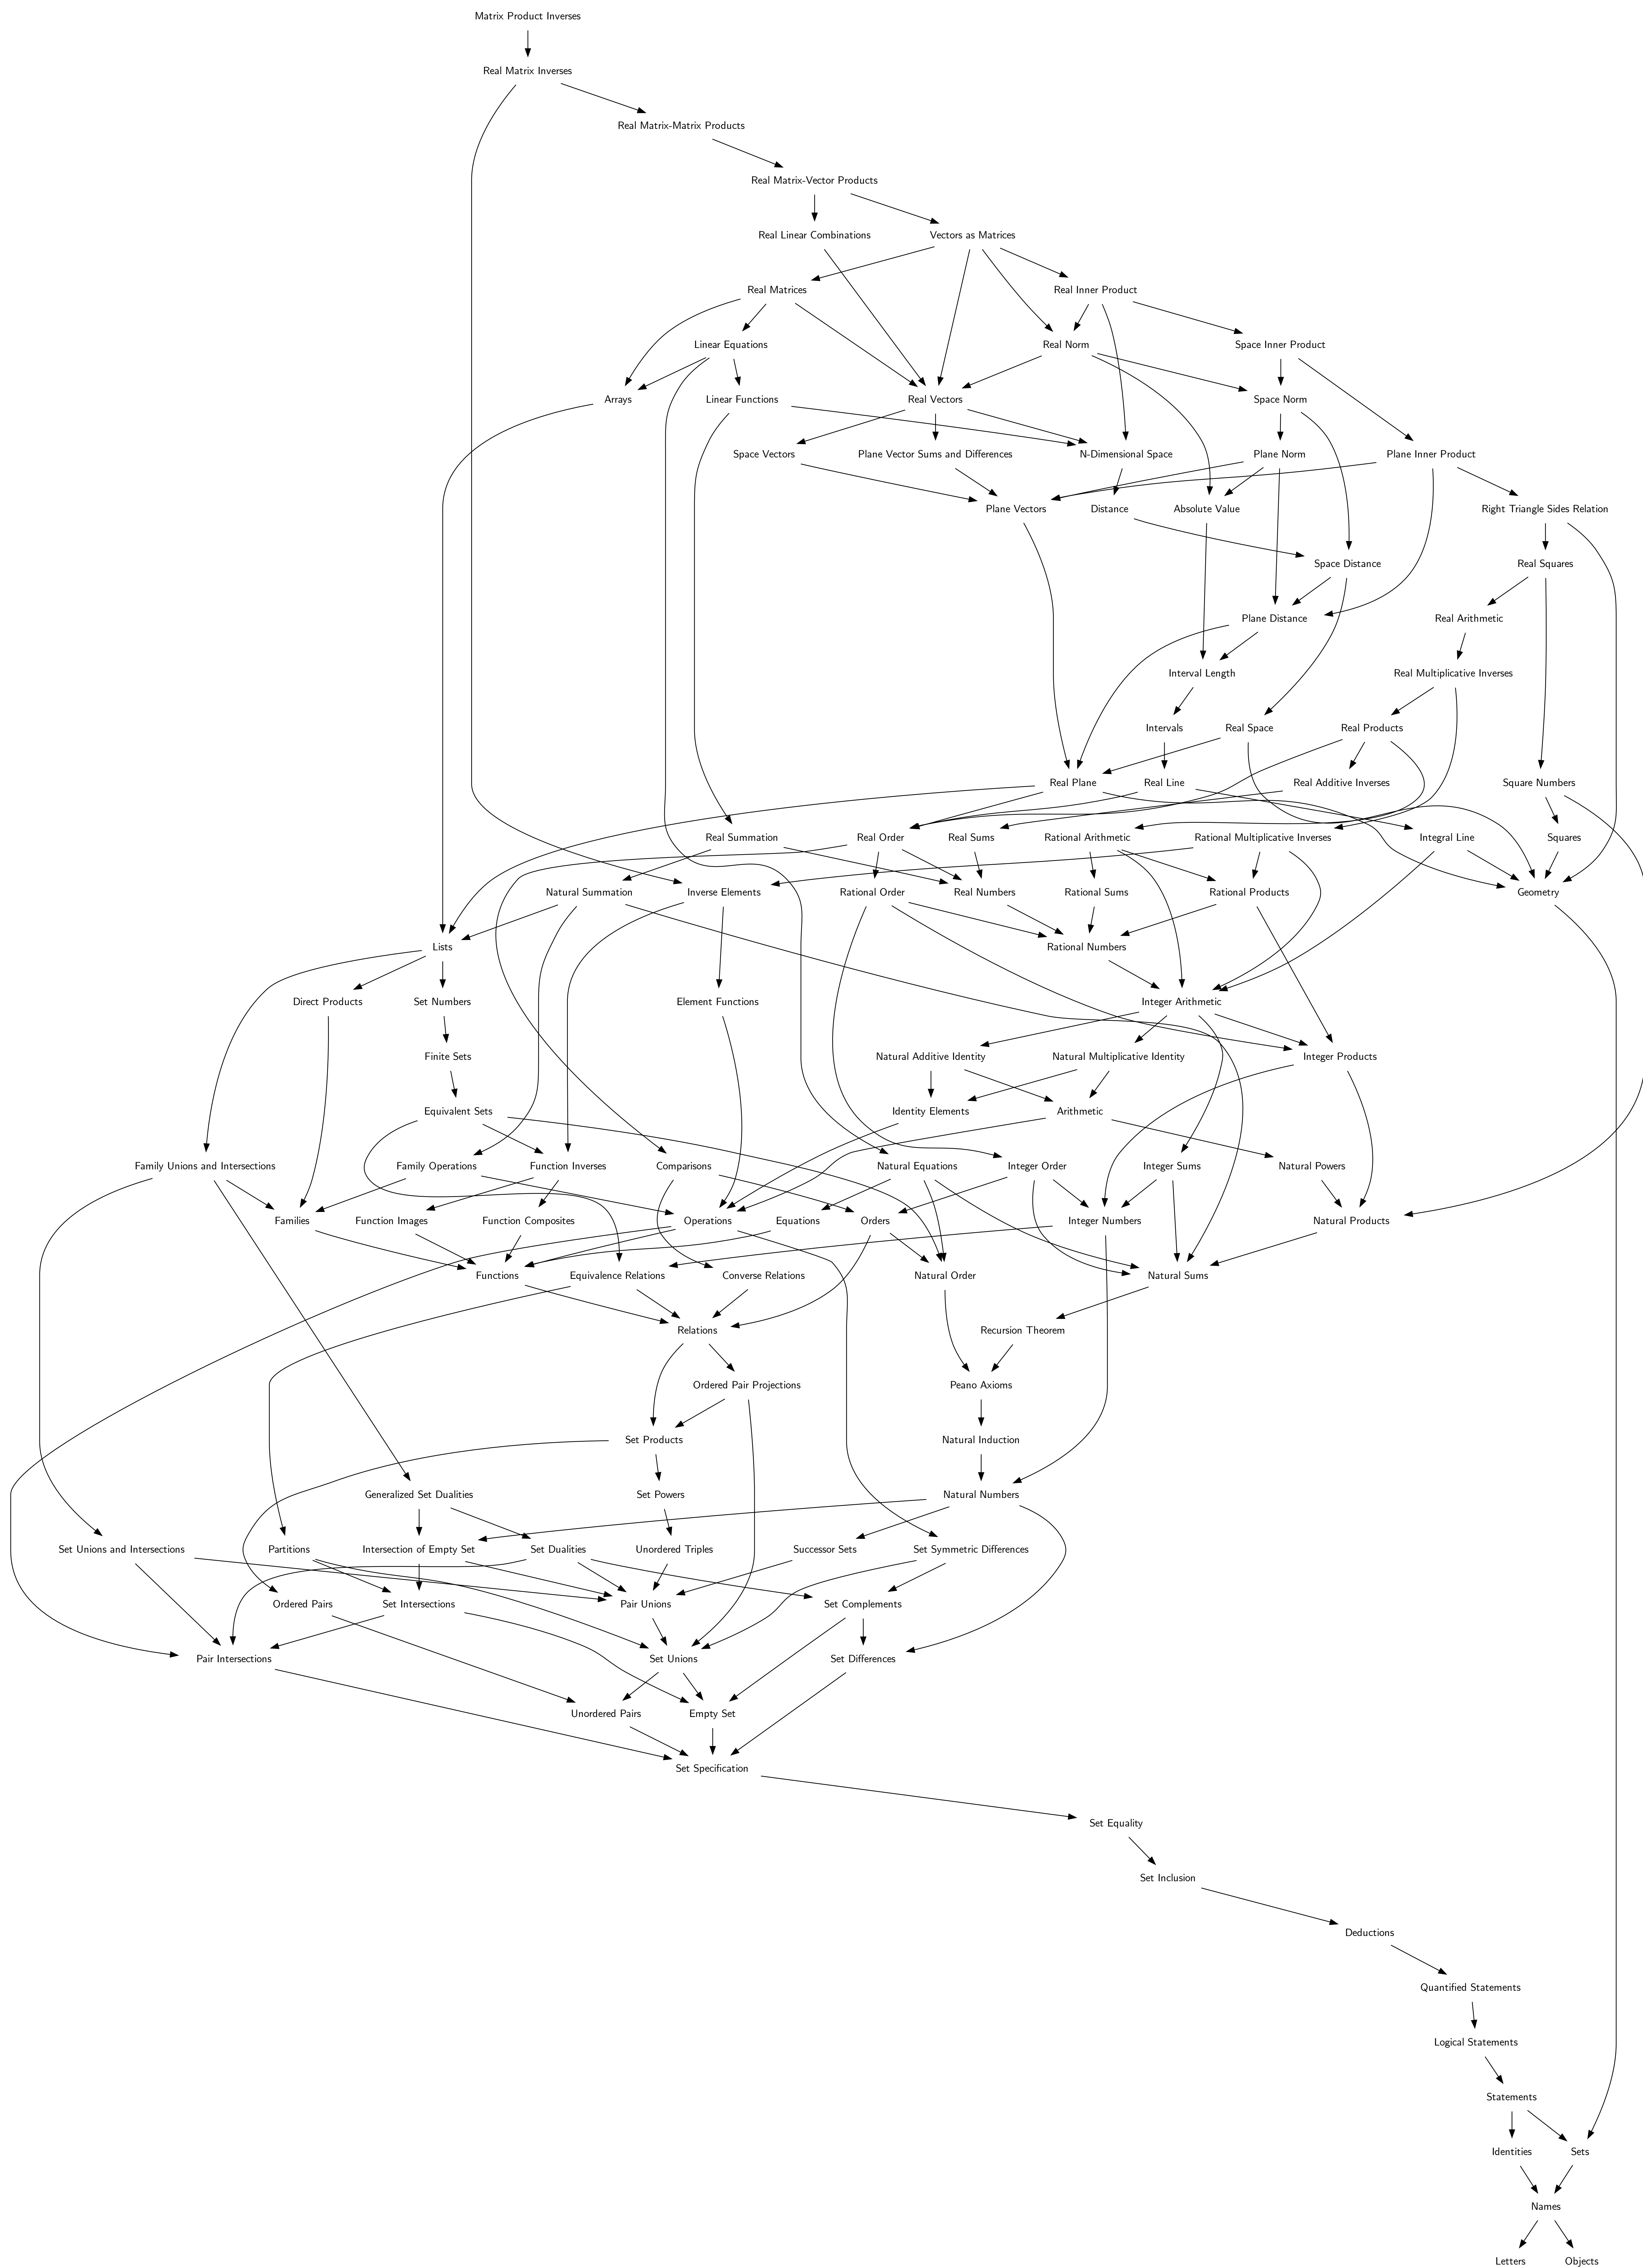 Matrix Product Inverses
Real Matrix Inverses
Real Matrix-Matrix Products
Real Matrix-Vector Products
Real Linear Combinations
Vectors as Matrices
Real Matrices
Real Inner Product
Linear Equations
Real Norm
Space Inner Product
Arrays
Linear Functions
Real Vectors
Space Norm
Space Vectors
Plane Vector Sums and Differences
N-Dimensional Space
Plane Norm
Plane Inner Product
Plane Vectors
Distance
Absolute Value
Right Triangle Sides Relation
Space Distance
Real Squares
Plane Distance
Real Arithmetic
Interval Length
Real Multiplicative Inverses
Intervals
Real Space
Real Products
Real Plane
Real Line
Real Additive Inverses
Square Numbers
Real Summation
Real Order
Real Sums
Rational Arithmetic
Rational Multiplicative Inverses
Integral Line
Squares
Natural Summation
Inverse Elements
Rational Order
Real Numbers
Rational Sums
Rational Products
Geometry
Lists
Rational Numbers
Direct Products
Set Numbers
Element Functions
Integer Arithmetic
Finite Sets
Natural Additive Identity
Natural Multiplicative Identity
Integer Products
Equivalent Sets
Identity Elements
Arithmetic
Family Unions and Intersections
Family Operations
Function Inverses
Comparisons
Natural Equations
Integer Order
Integer Sums
Natural Powers
Families
Function Images
Function Composites
Operations
Equations
Orders
Integer Numbers
Natural Products
Functions
Equivalence Relations
Converse Relations
Natural Order
Natural Sums
Relations
Recursion Theorem
Ordered Pair Projections
Peano Axioms
Set Products
Natural Induction
Generalized Set Dualities
Set Powers
Natural Numbers
Set Unions and Intersections
Partitions
Intersection of Empty Set
Set Dualities
Unordered Triples
Successor Sets
Set Symmetric Differences
Ordered Pairs
Set Intersections
Pair Unions
Set Complements
Pair Intersections
Set Unions
Set Differences
Unordered Pairs
Empty Set
Set Specification
Set Equality
Set Inclusion
Deductions
Quantified Statements
Logical Statements
Statements
Identities
Sets
Names
Letters
Objects